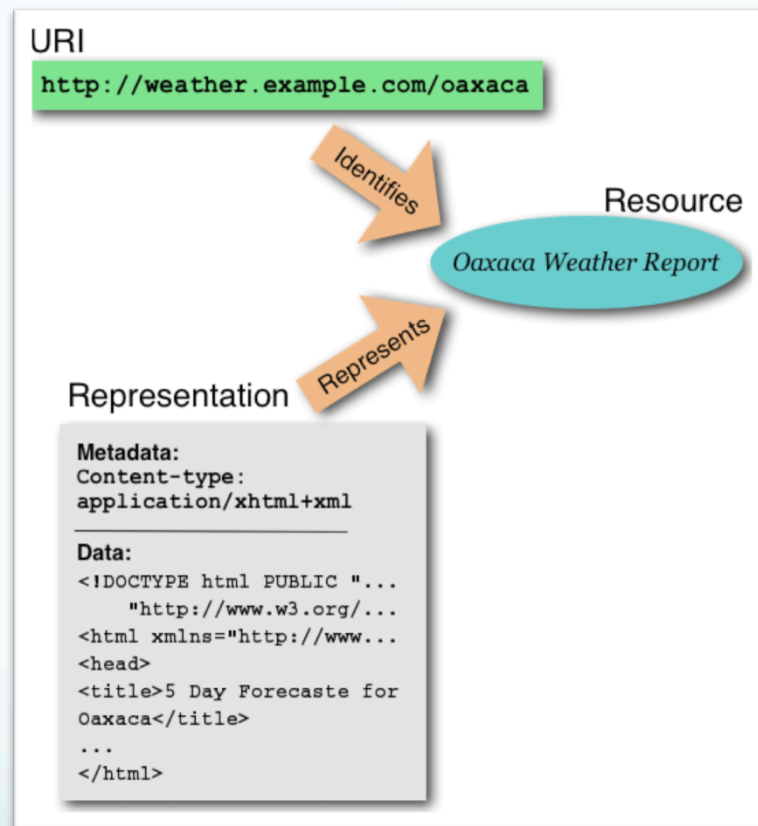 URI
http://weather.example.com/oaxaca
Identifies
Resource
Oaxaca Weather Report
Represents
Representation
Metadata:
Content-type:
application/xhtml+xml
Data:
<!DOCTYPE html PUBLIC "...
"http://www.w3.org/...
<html xmlns="http://www...
<head>
<title>5 Day Forecaste for
Oaxaca</title>
...
</html>